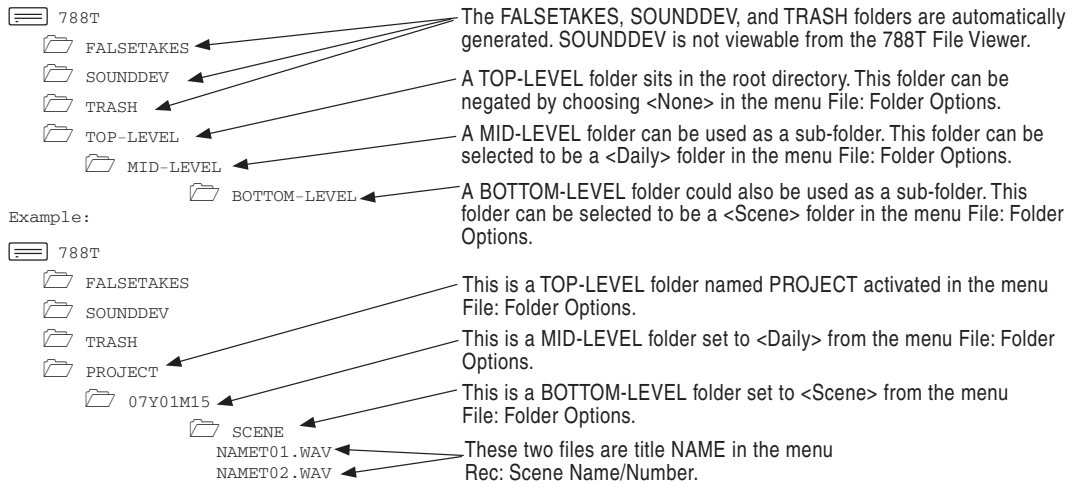 788T
FALSETAKES
SOUNDDEV
TRASH
TOP-LEVEL
MID-LEVEL
BOTTOM-LEVEL
The FALSETAKES, SOUNDDEV, and TRASH folders are automatically
generated. SOUNDDEV is not viewable from the 788T File Viewer.
A TOP-LEVEL folder sits in the root directory. This folder can be
negated by choosing <None> in the menu File: Folder Options.
A MID-LEVEL folder can be used as a sub-folder. This folder can be
selected to be a <Daily> folder in the menu File: Folder Options.
A BOTTOM-LEVEL folder could also be used as a sub-folder. This
folder can be selected to be a <Scene> folder in the menu File: Folder
Options.
Example:
788T
FALSETAKES
SOUNDDEV
TRASH
PROJECT
07Y01M15
SCENE
NAMET01.WAV
NAMET02.WAV
This is a TOP-LEVEL folder named PROJECT activated in the menu
File: Folder Options.
This is a MID-LEVEL folder set to <Daily> from the menu File: Folder
Options.
This is a BOTTOM-LEVEL folder set to <Scene> from the menu
File: Folder Options.
These two files are title NAME in the menu
Rec: Scene Name/Number.